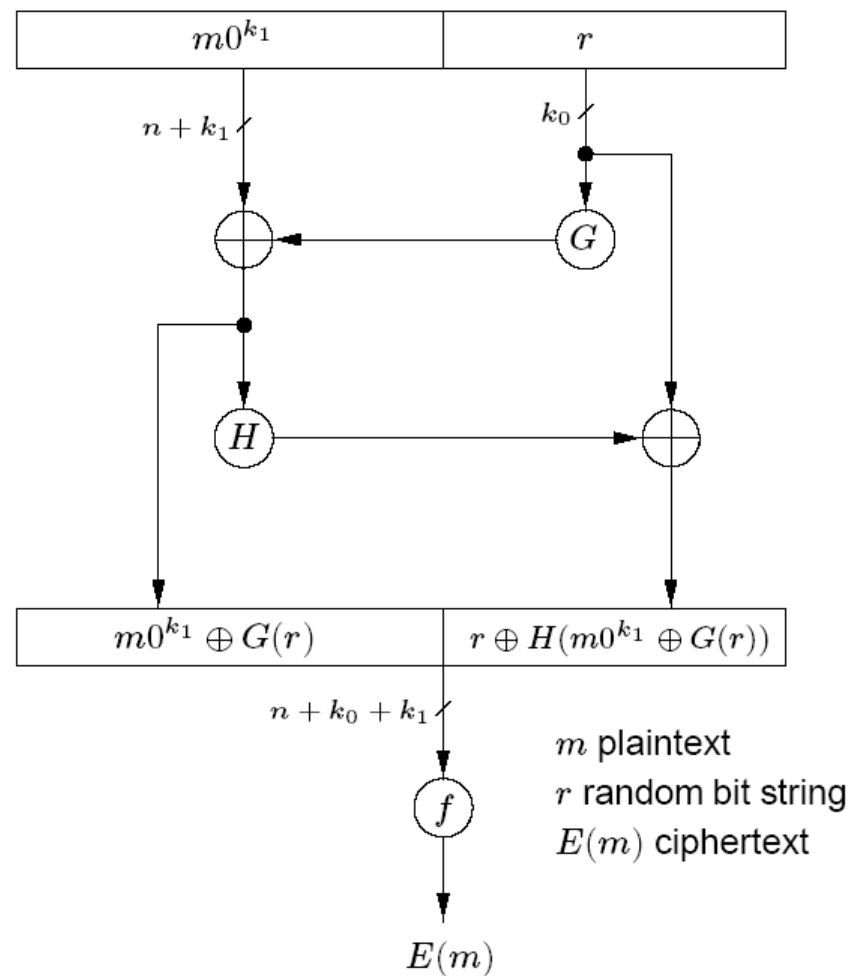 m0^{k_1} r
n + k_1 k_0
G
H
m0^{k_1} ⊕ G(r) r ⊕ H(m0^{k_1} ⊕ G(r))
n + k_0 + k_1
m plaintext
f r random bit string
E(m) ciphertext
E(m)